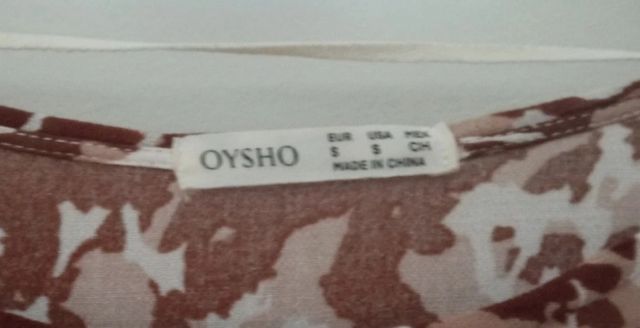 OYSHO
EUR USA MEX
S S CH
MADE IN CHINA